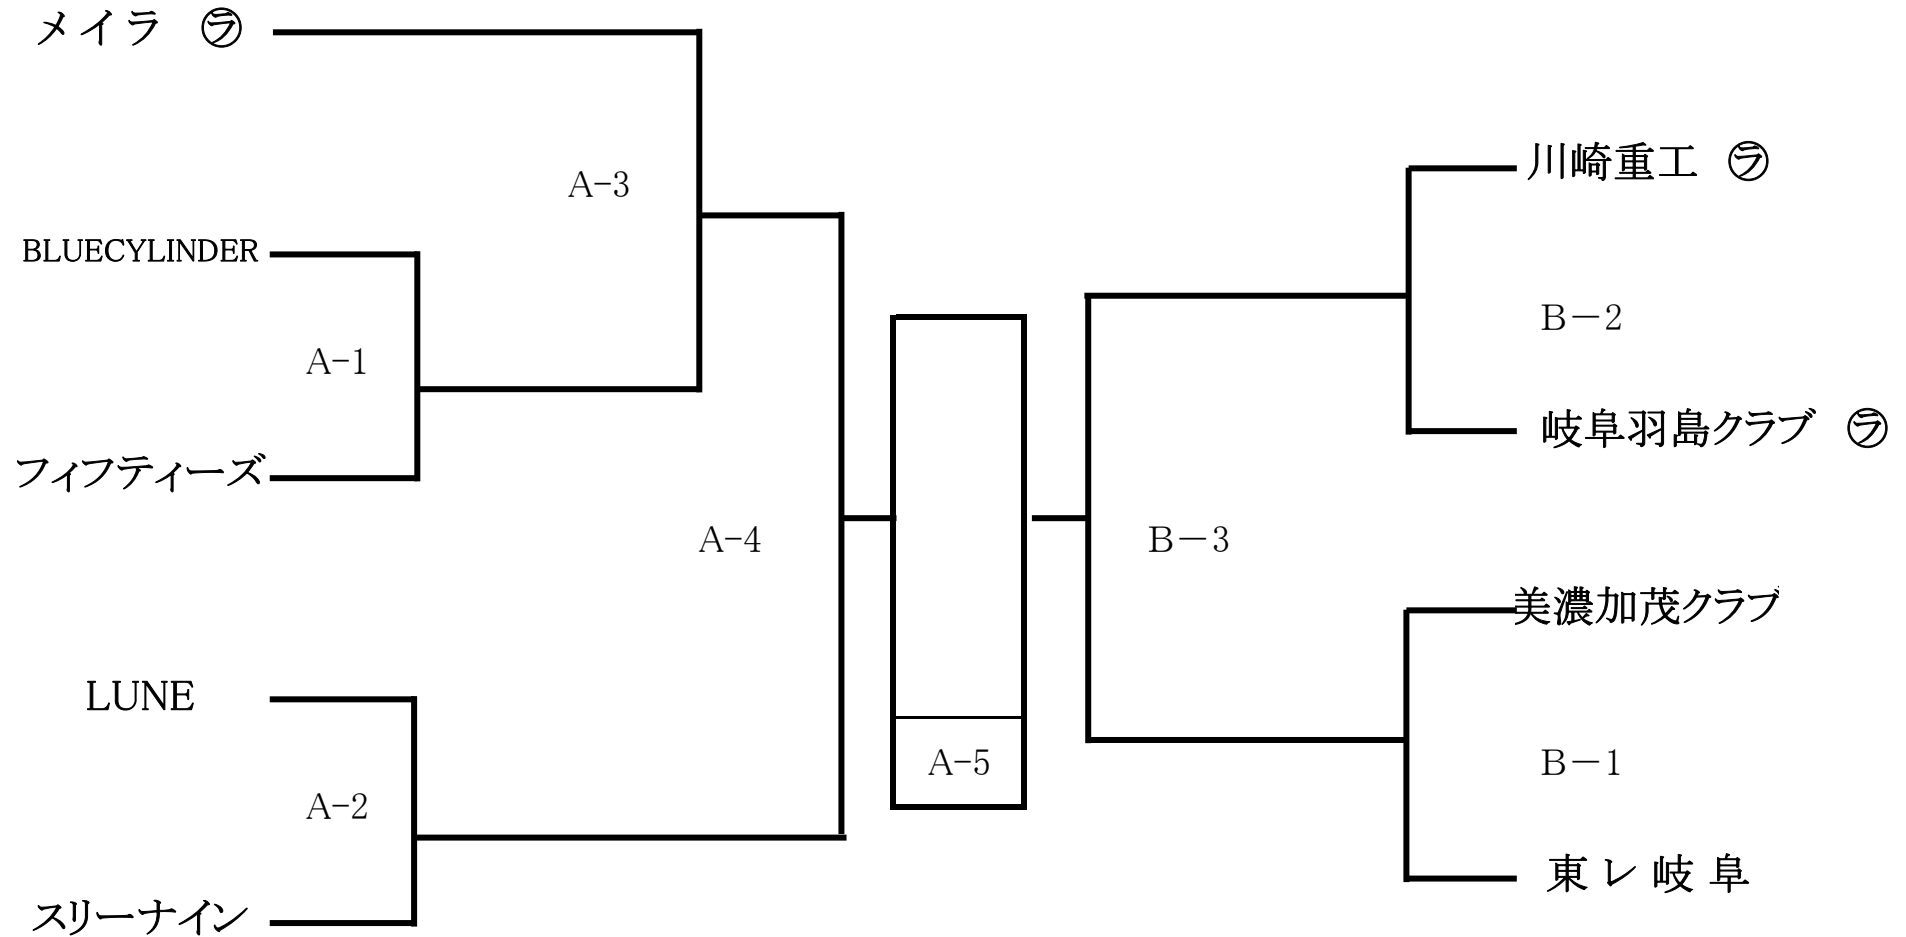 メイラ ㋶
A-3
BLUECYLINDER
A-1
フィフティーズ
A-4
LUNE
A-2
スリーナイン
A-5
川崎重工 ㋶
B－2
岐阜羽島クラブ ㋶
B－3
美濃加茂クラブ
B－1
東レ岐阜